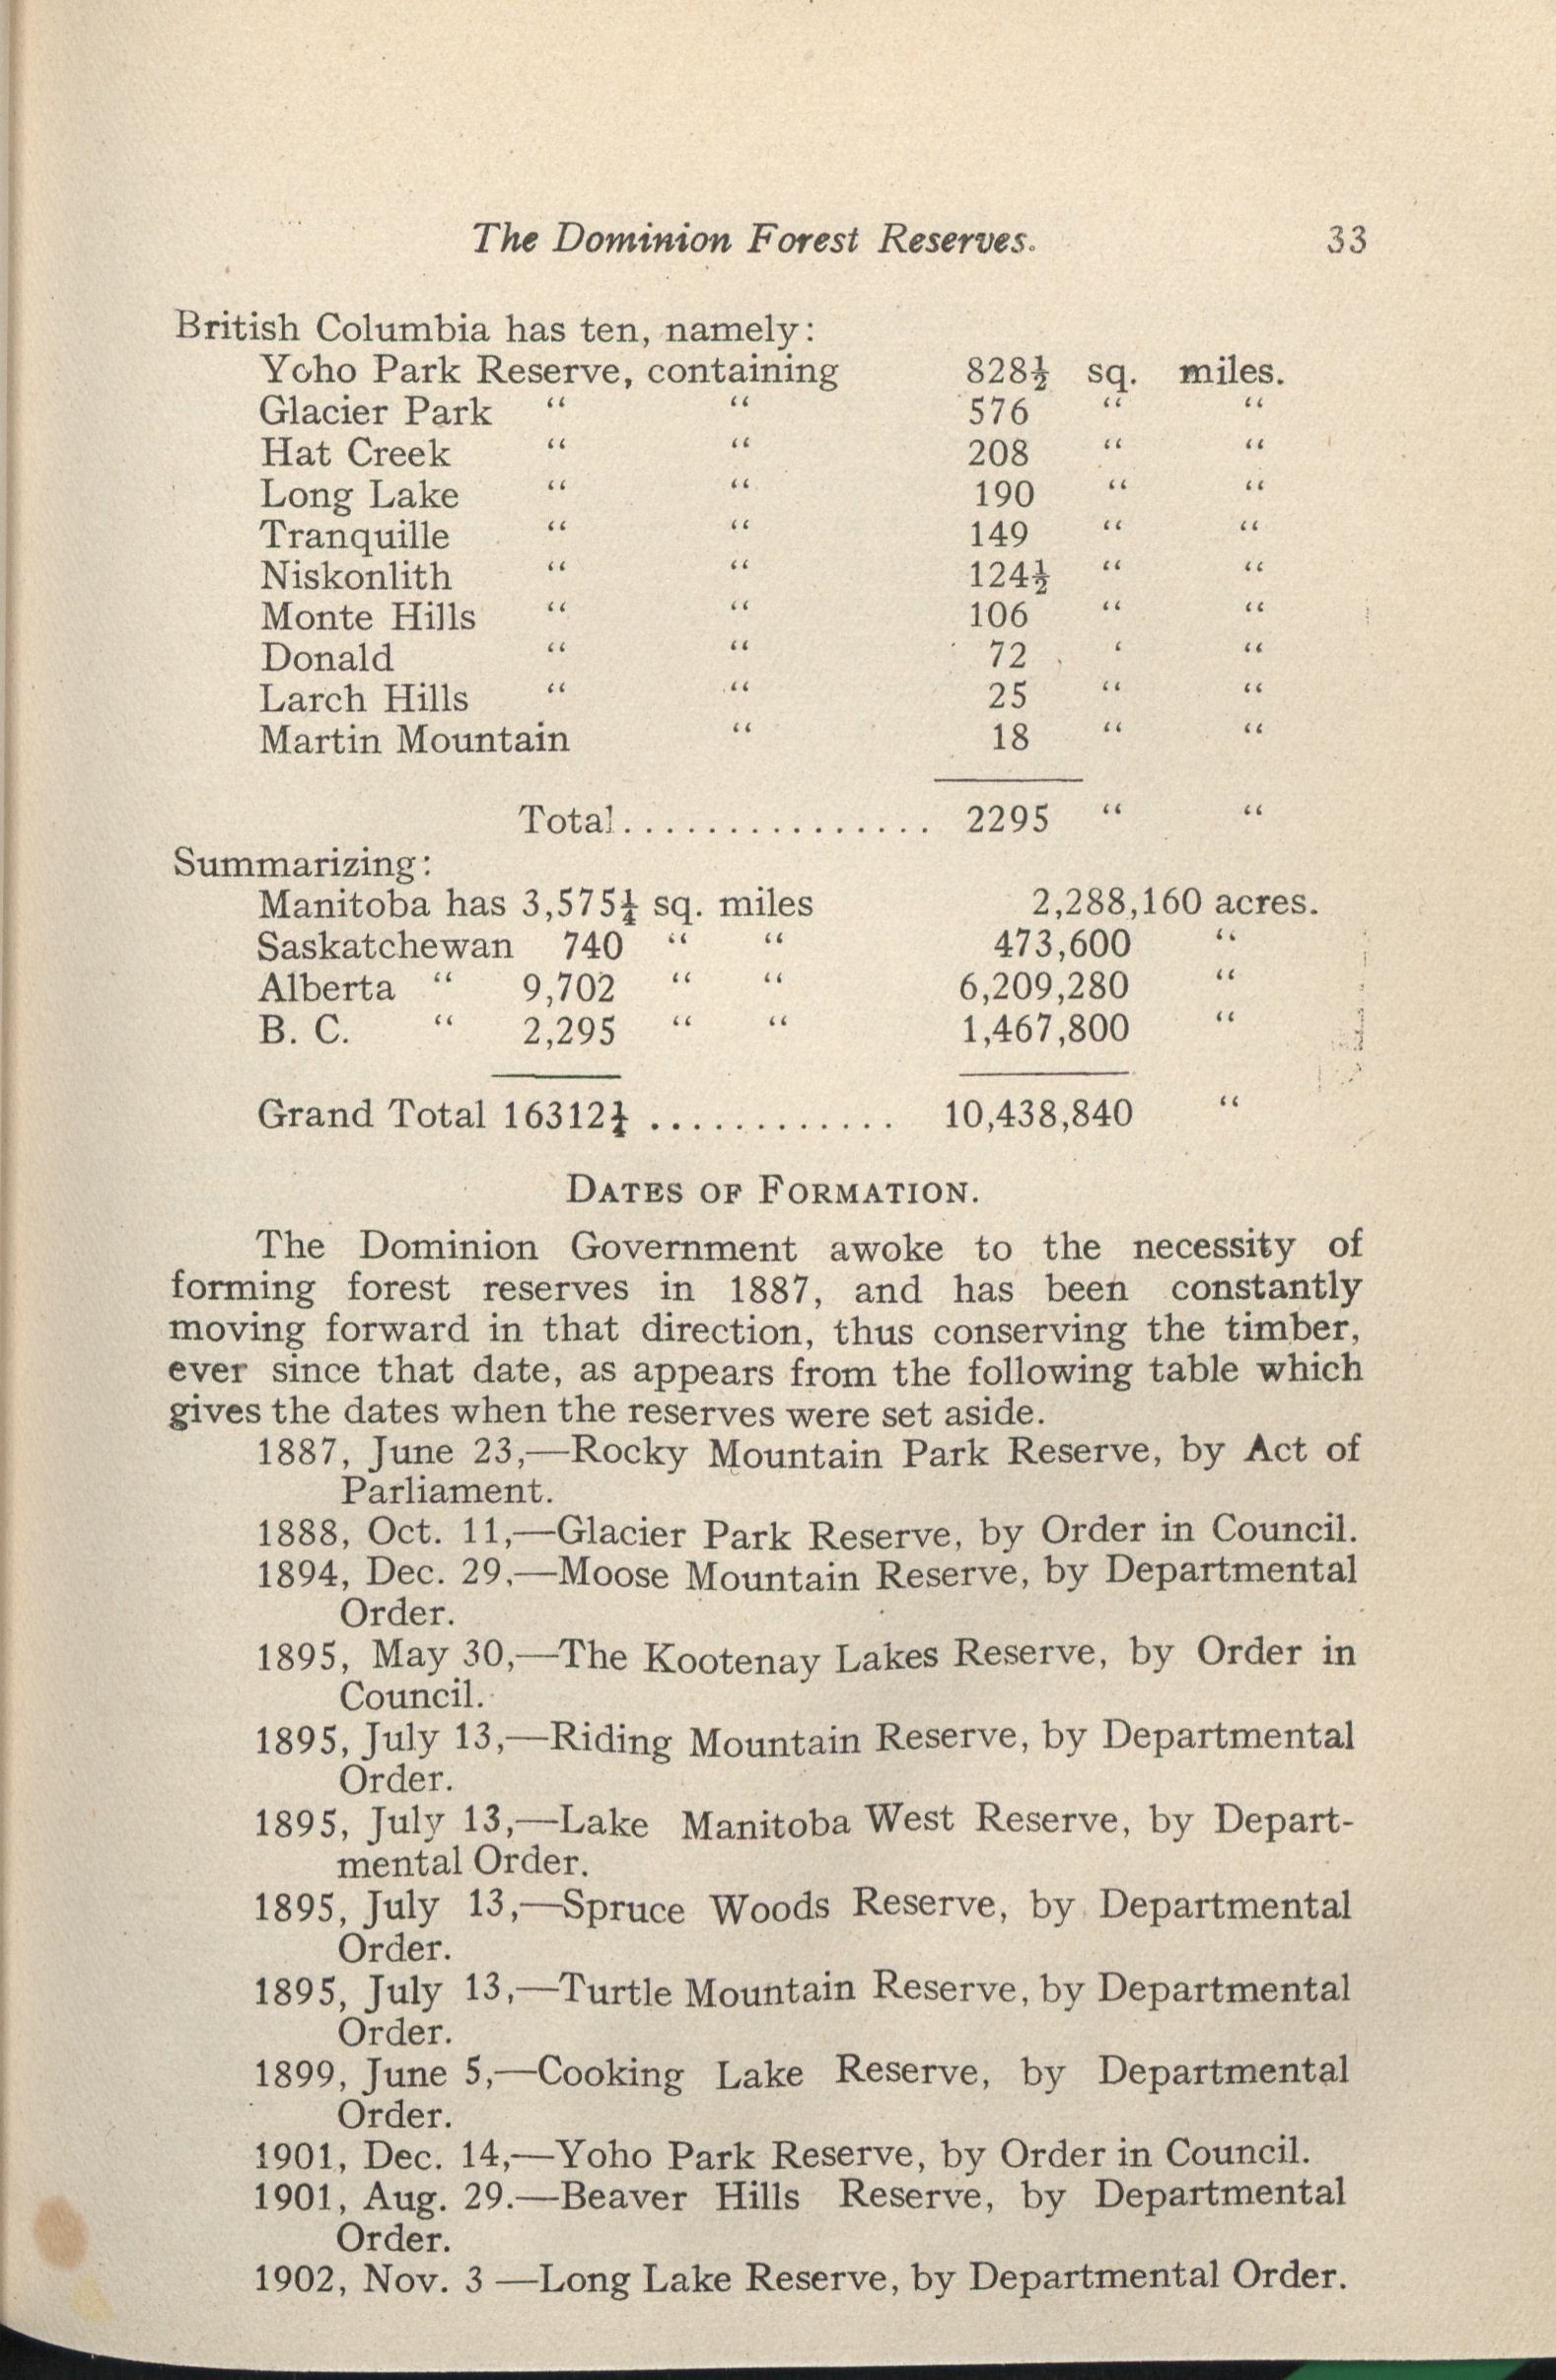 The Dominion Forest Reserves. 33
British Columbia has ten, namely:
Yoho Park Reserve, containing 828½ sq. miles.
Glacier Park “ “ 576 “ “
Hat Creek “ “ 208 “ “
Long Lake “ “ 190 “ “
Tranquille “ “ 149 “ “
Niskonlith “ “ 124½ “ “
Monte Hills “ “ 106 “ “
Donald “ “ 72 ‘ “
Larch Hills “ “ 25 “ “
Martin Mountain “ 18 “ “
Total............... 2295 “ “
Summarizing:
Manitoba has 3,575¼ sq. miles 2,288,160 acres.
Saskatchewan 740 “ “ 473,600 “
Alberta “ 9,702 “ “ 6,209,280 “
B. C. “ 2,295 “ “ 1,467,800 “
Grand Total 16312¼ ............ 10,438,840 “
DATES OF FORMATION.
The Dominion Government awoke to the necessity of
forming forest reserves in 1887, and has been constantly
moving forward in that direction, thus conserving the timber,
ever since that date, as appears from the following table which
gives the dates when the reserves were set aside.
1887, June 23,—Rocky Mountain Park Reserve, by Act of
Parliament.
1888, Oct. 11,—Glacier Park Reserve, by Order in Council.
1894, Dec. 29,—Moose Mountain Reserve, by Departmental
Order.
1895, May 30,—The Kootenay Lakes Reserve, by Order in
Council.
1895, July 13,—Riding Mountain Reserve, by Departmental
Order.
1895, July 13,—Lake Manitoba West Reserve, by Depart-
mental Order.
1895, July 13,—Spruce Woods Reserve, by Departmental
Order.
1895, July 13,—Turtle Mountain Reserve, by Departmental
Order.
1899, June 5,—Cooking Lake Reserve, by Departmental
Order.
1901, Dec. 14,—Yoho Park Reserve, by Order in Council.
1901, Aug. 29.—Beaver Hills Reserve, by Departmental
Order.
1902, Nov. 3 —Long Lake Reserve, by Departmental Order.